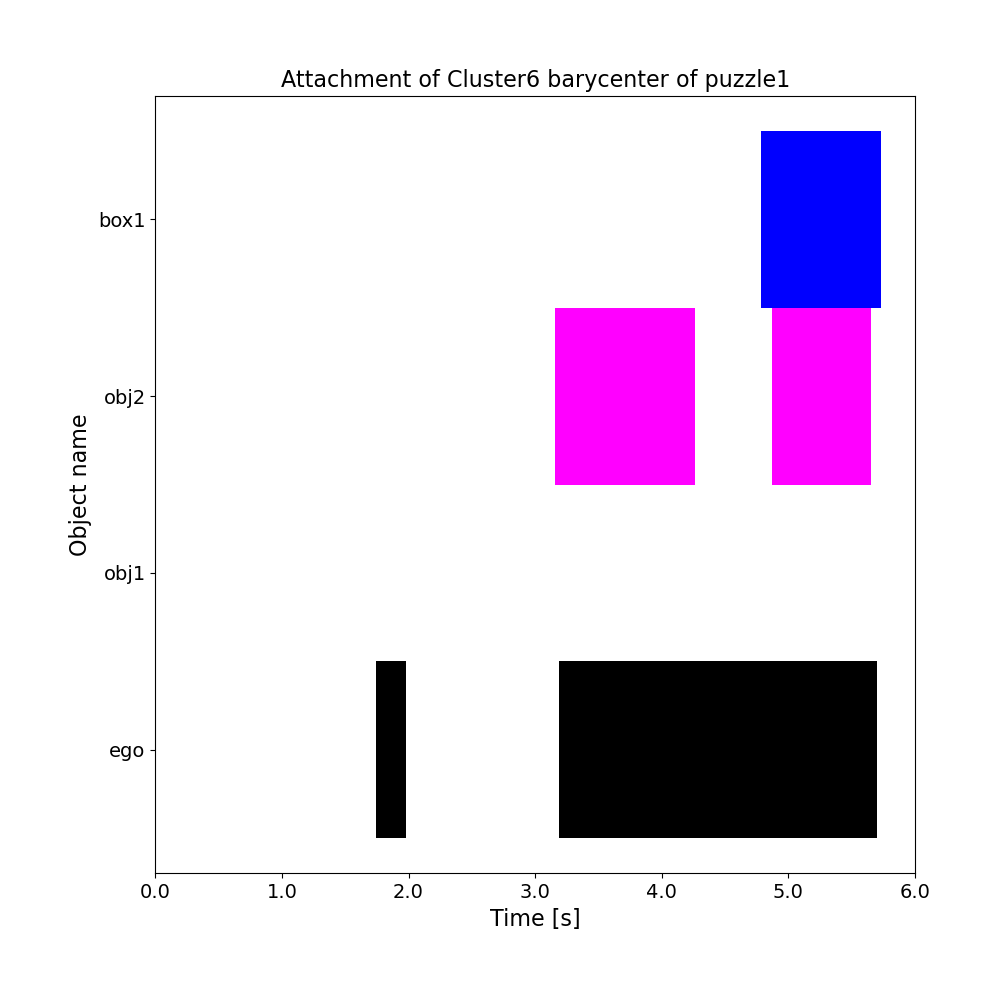 Attachment of Cluster6 barycenter of puzzle1
box1
obj2
obj1
ego
Object name
0.0 1.0 2.0 3.0 4.0 5.0 6.0
Time [s]